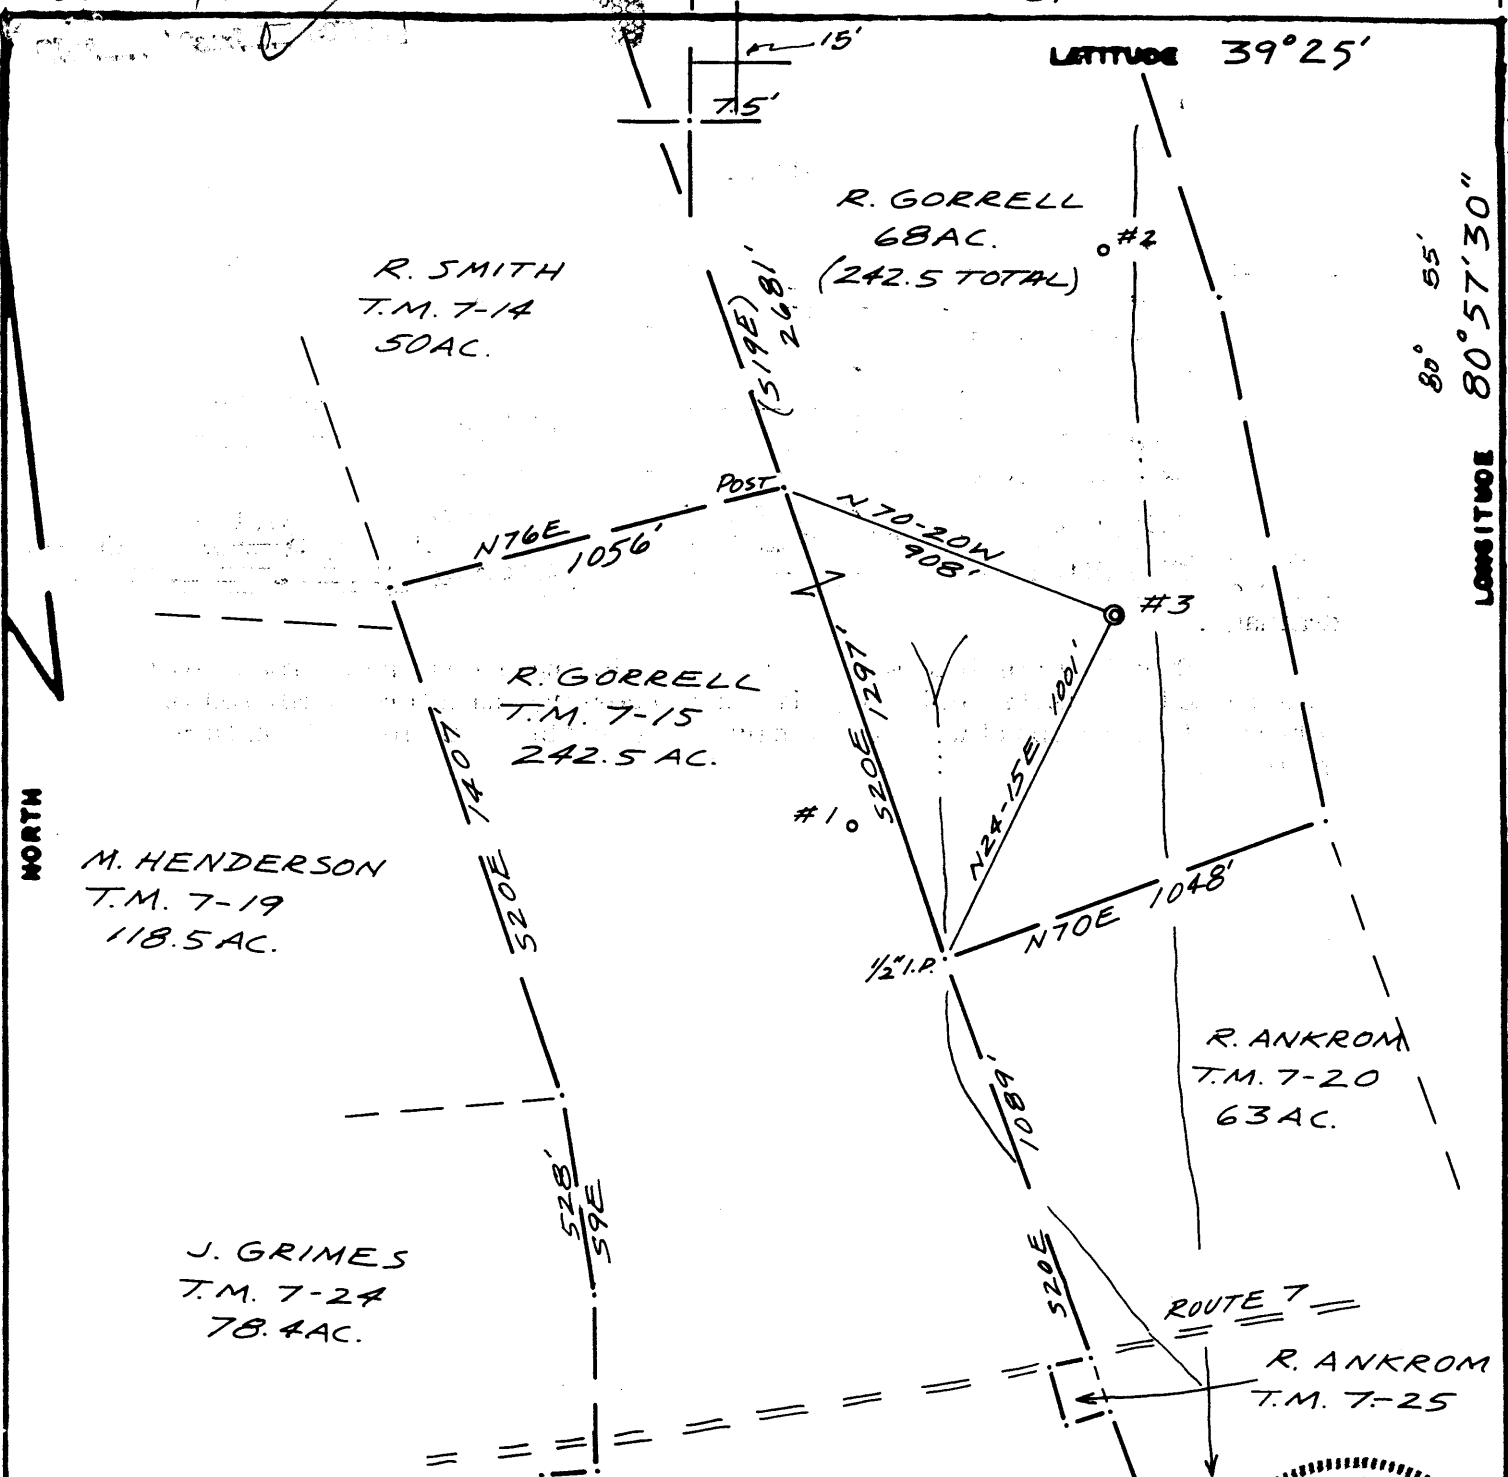 15'
LATITUDE 39°25'
7.5'
R. GORRELL
68AC.
(242.5 TOTAL)
#2
R. SMITH
T.M. 7-14
50AC.
(S19E)
2681'
80° 55'
80°57'30"
LONGITUDE
POST
N76E
1056'
N70-20W
908'
#3
R. GORRELL
T.M. 7-15
242.5 AC.
S20E 1297'
N24-15E 1001'
#1
S20E 1407'
NORTH
M. HENDERSON
T.M. 7-19
118.5 AC.
N70E 1048'
1/2" I.P.
R. ANKROM
T.M. 7-20
63AC.
1089'
S20E
528'
S9E
J. GRIMES
T.M. 7-24
78.4AC.
ROUTE 7
R. ANKROM
T.M. 7-25